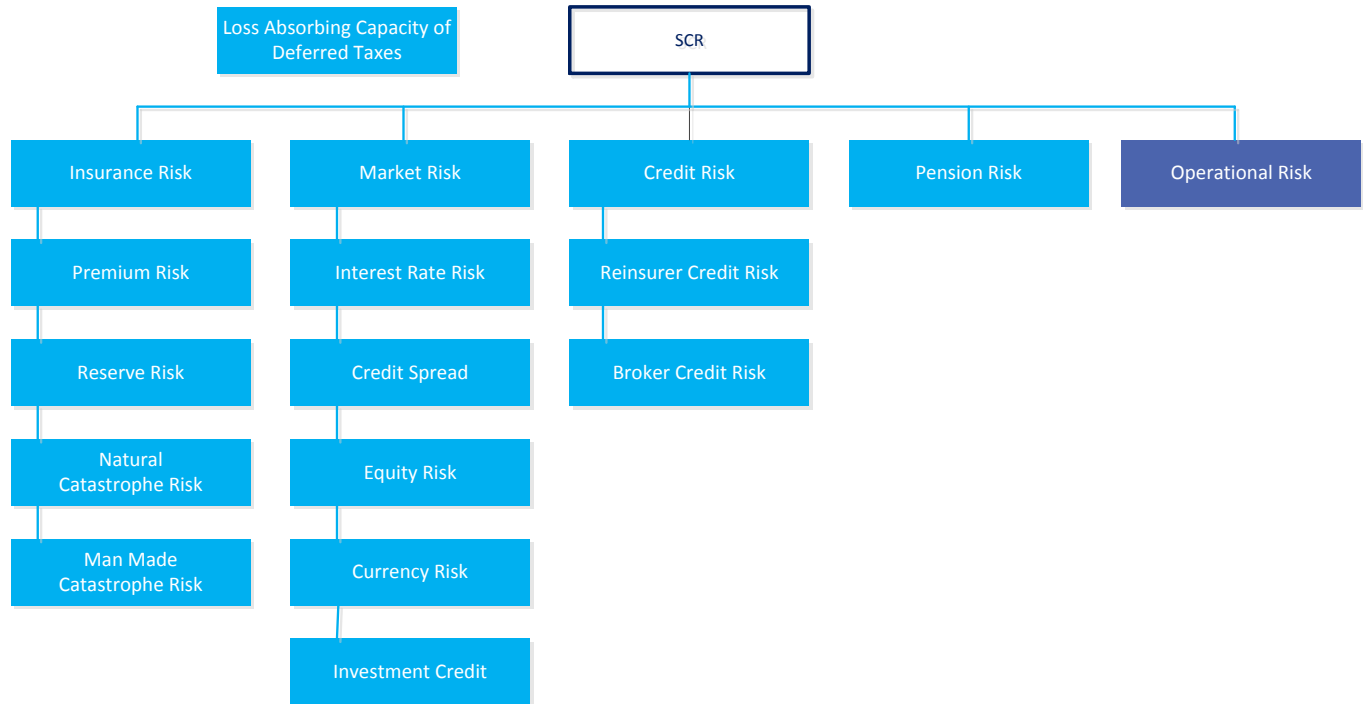 Loss Absorbing Capacity of
Deferred Taxes
SCR
Insurance Risk
Market Risk
Credit Risk
Pension Risk
Operational Risk
Premium Risk
Interest Rate Risk
Reinsurer Credit Risk
Reserve Risk
Credit Spread
Broker Credit Risk
Natural
Catastrophe Risk
Equity Risk
Man Made
Catastrophe Risk
Currency Risk
Investment Credit